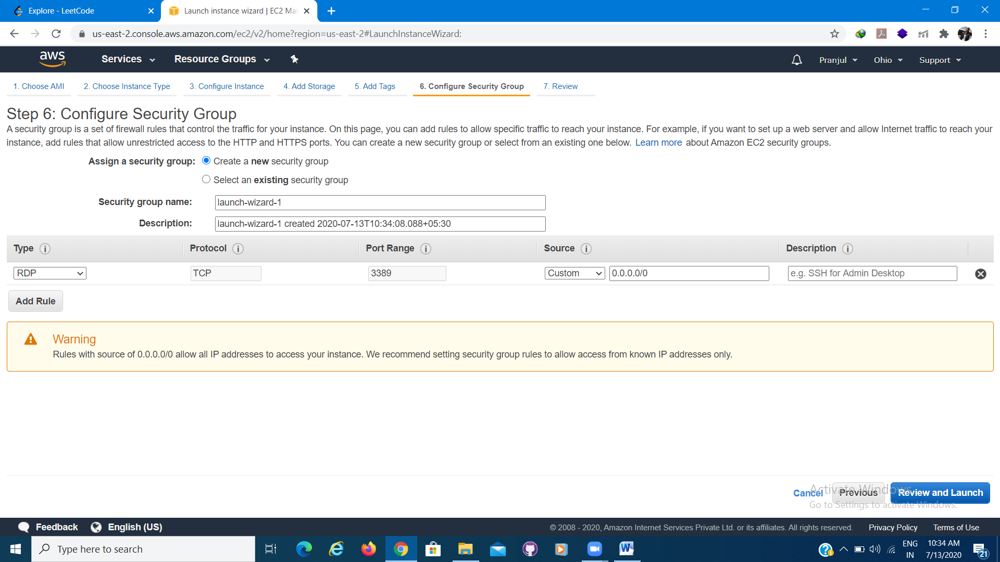 Explore - LeetCode
Launch instance wizard | EC2 Ma
us-east-2.console.aws.amazon.com/ec2/v2/home?region=us-east-2#LaunchInstanceWizard:
aws
Services
Resource Groups
Pranjul
Ohio
Support
1. Choose AMI
2. Choose Instance Type
3. Configure Instance
4. Add Storage
5. Add Tags
6. Configure Security Group
7. Review
Step 6: Configure Security Group
A security group is a set of firewall rules that control the traffic for your instance. On this page, you can add rules to allow specific traffic to reach your instance. For example, if you want to set up a web server and allow Internet traffic to reach your
instance, add rules that allow unrestricted access to the HTTP and HTTPS ports. You can create a new security group or select from an existing one below. Learn more about Amazon EC2 security groups.
Assign a security group:
Create a new security group
Select an existing security group
Security group name:
launch-wizard-1
Description:
launch-wizard-1 created 2020-07-13T10:34:08.088+05:30
Type
Protocol
Port Range
Source
Description
RDP
TCP
3389
Custom
0.0.0.0/0
e.g. SSH for Admin Desktop
Add Rule
Warning
Rules with source of 0.0.0.0/0 allow all IP addresses to access your instance. We recommend setting security group rules to allow access from known IP addresses only.
Cancel
Previous
Review and Launch
Activate Windows
Go to Settings to activate Windows.
Feedback
English (US)
© 2008 - 2020, Amazon Internet Services Private Ltd. or its affiliates. All rights reserved.
Privacy Policy
Terms of Use
Type here to search
ENG
IN
10:34 AM
7/13/2020
21